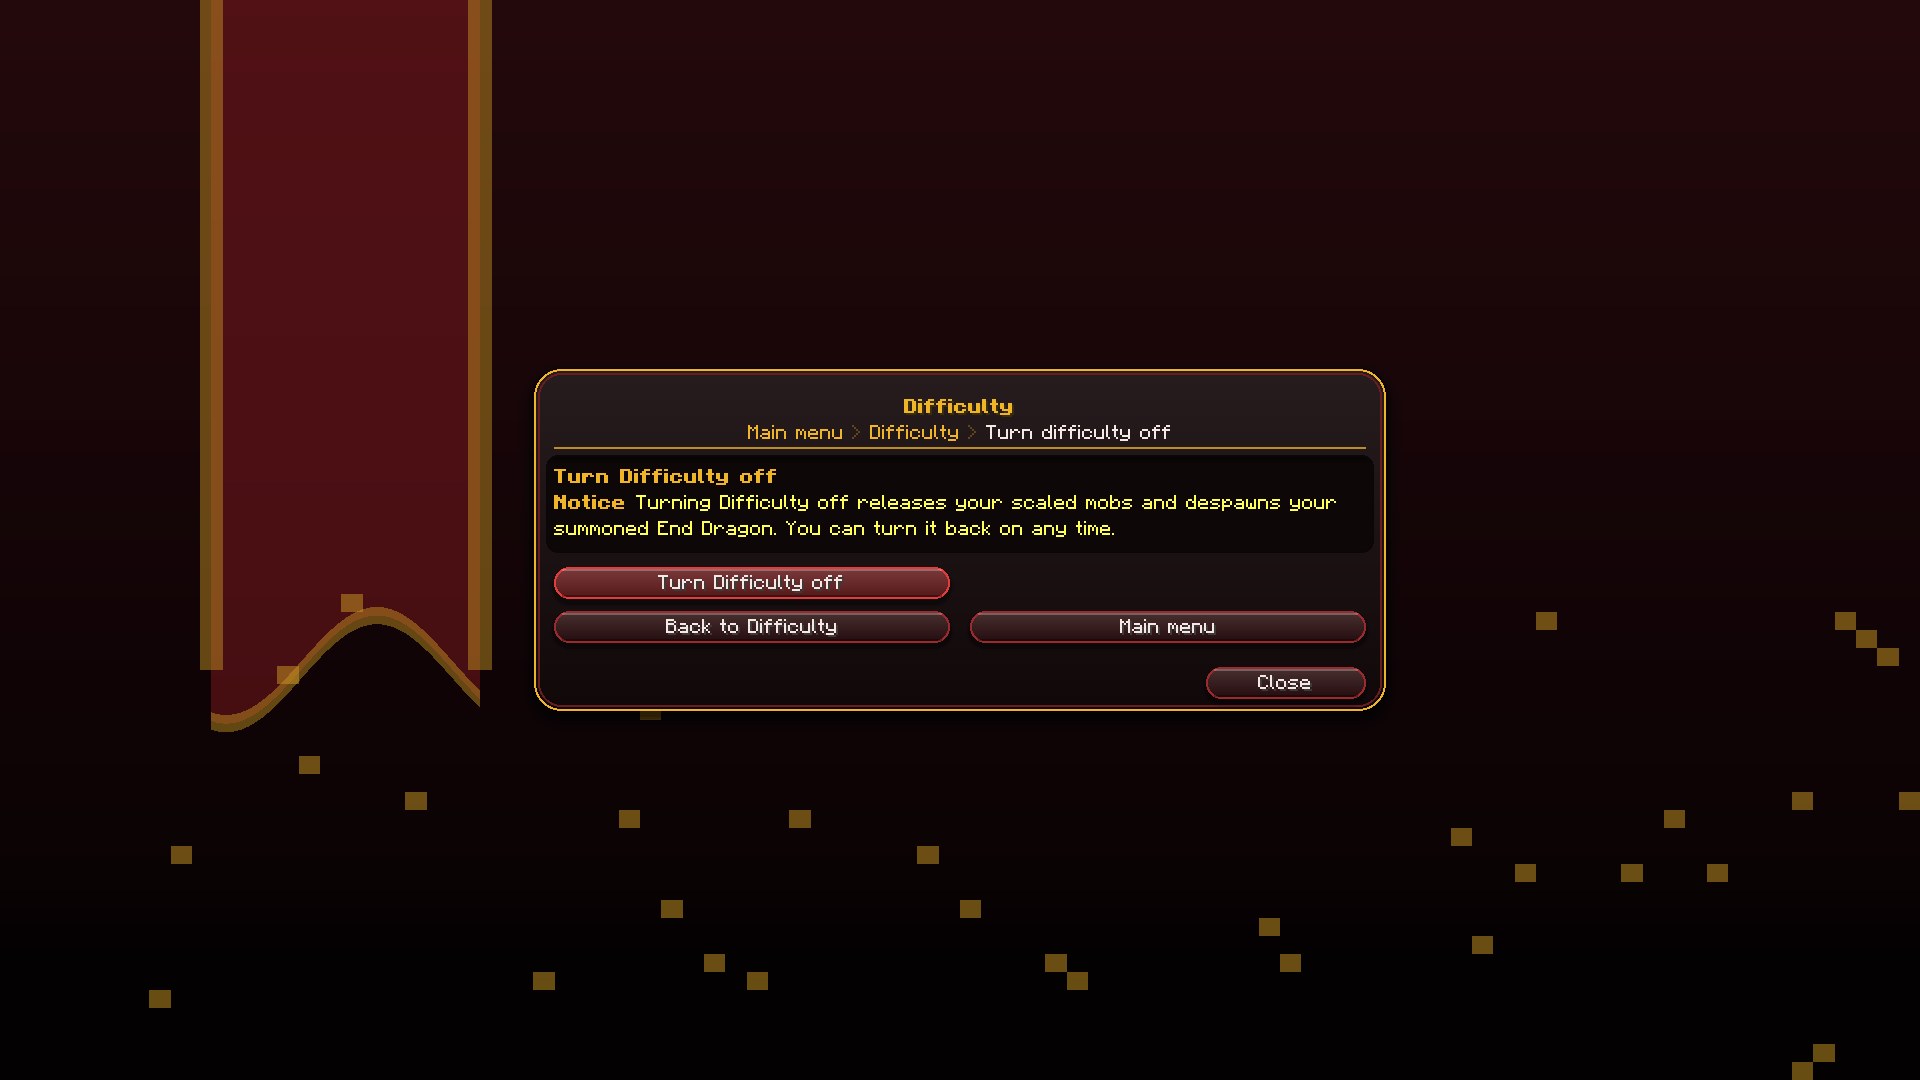 Difficulty
Main menu > Difficulty > Turn difficulty off
Turn Difficulty off
Notice Turning Difficulty off releases your scaled mobs and despawns your
summoned End Dragon. You can turn it back on any time.
Turn Difficulty off
Back to Difficulty
Main menu
Close